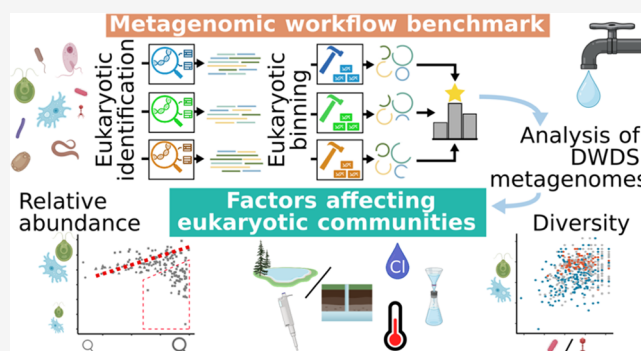 Metagenomic workflow benchmark
Eukaryotic
identification
Eukaryotic
binning
Analysis of
DWDS
metagenomes
Relative
abundance
Factors affecting
eukaryotic communities
Diversity
Cl
/
/